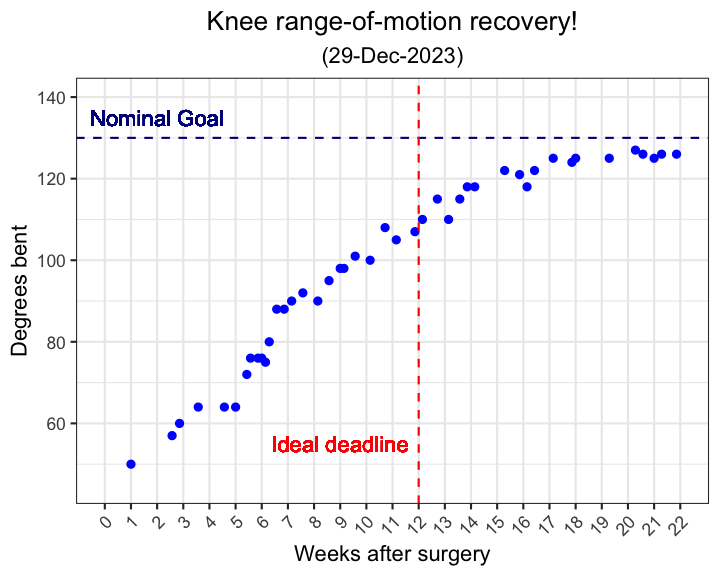 Knee range-of-motion recovery!
(29-Dec-2023)
140
Nominal Goal
120
100
80
60
Ideal deadline
Degrees bent
0 1 2 3 4 5 6 7 8 9 10 11 12 13 14 15 16 17 18 19 20 21 22
Weeks after surgery